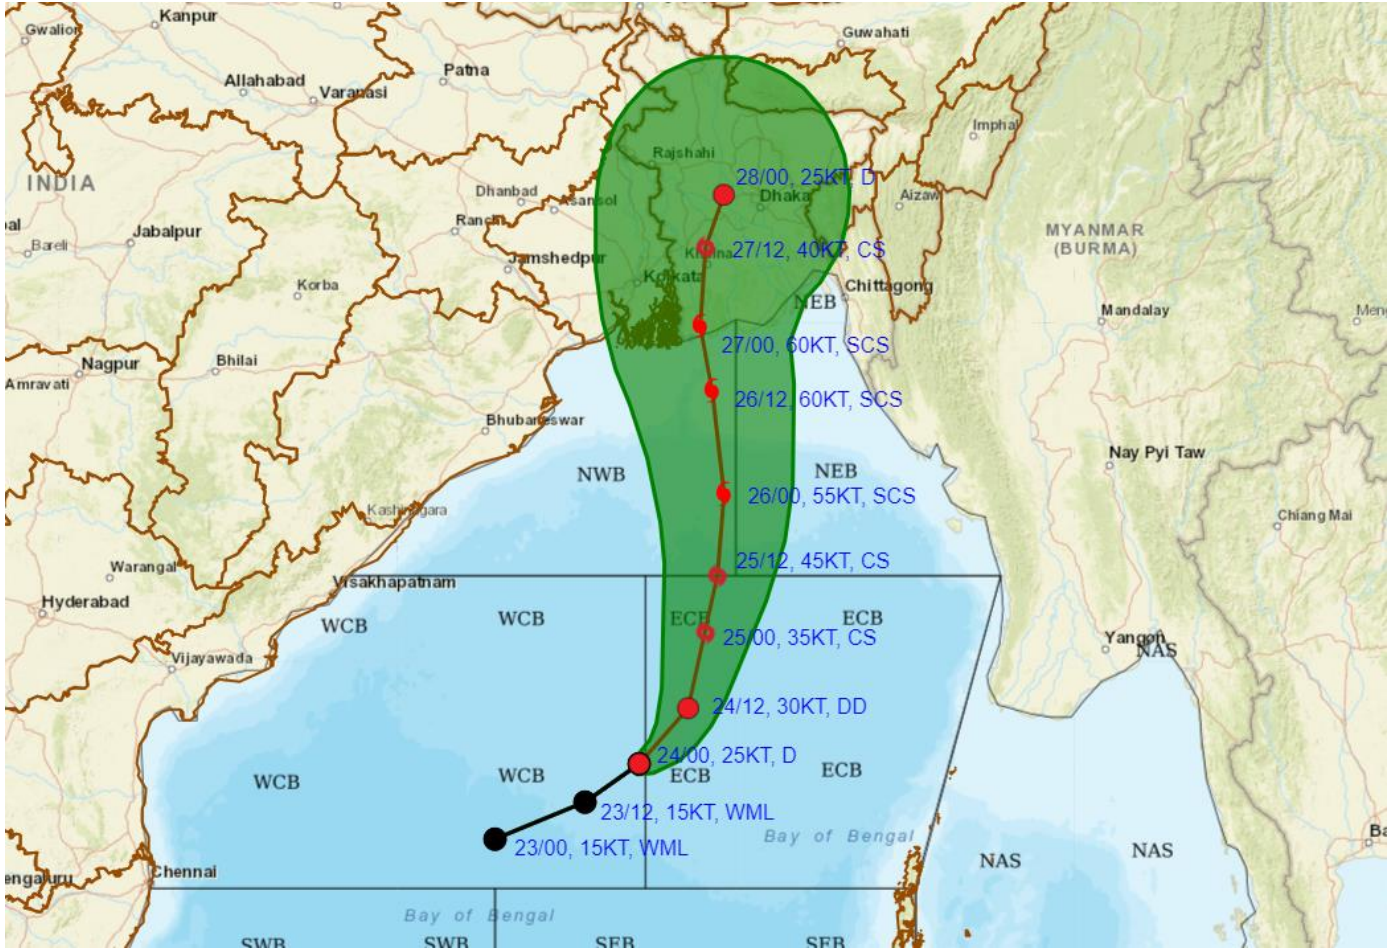 Kanpur
Gwalior
Guwahati
Patna
Allahabad
Varanasi
Imphal
Rajshahi
INDIA
28/00, 25KT, D
Dhanbad
Asansol
Dhaka
Aizaw
Ranchi
Jabalpur
Bareli
MYANMAR
(BURMA)
27/12, 40KT, CS
Jamshedpur
Kolkata
Korba
Chittagong
NEB
Mandalay
27/00, 60KT, SCS
Nagpur
Bhilai
Amravati
26/12, 60KT, SCS
Bhubaneswar
Nay Pyi Taw
NWB
NEB
26/00, 55KT, SCS
Chiang Mai
25/12, 45KT, CS
Warangal
Visakhapatnam
Hyderabad
WCB
WCB
ECB
ECB
25/00, 35KT, CS
Yangon
NAS
Vijayawada
24/12, 30KT, DD
24/00, 25KT, D
WCB
WCB
ECB
ECB
23/12, 15KT, WML
Bay of Bengal
23/00, 15KT, WML
NAS
NAS
Chennai
Bay of Bengal
SWB
SWB
SEB
SEB